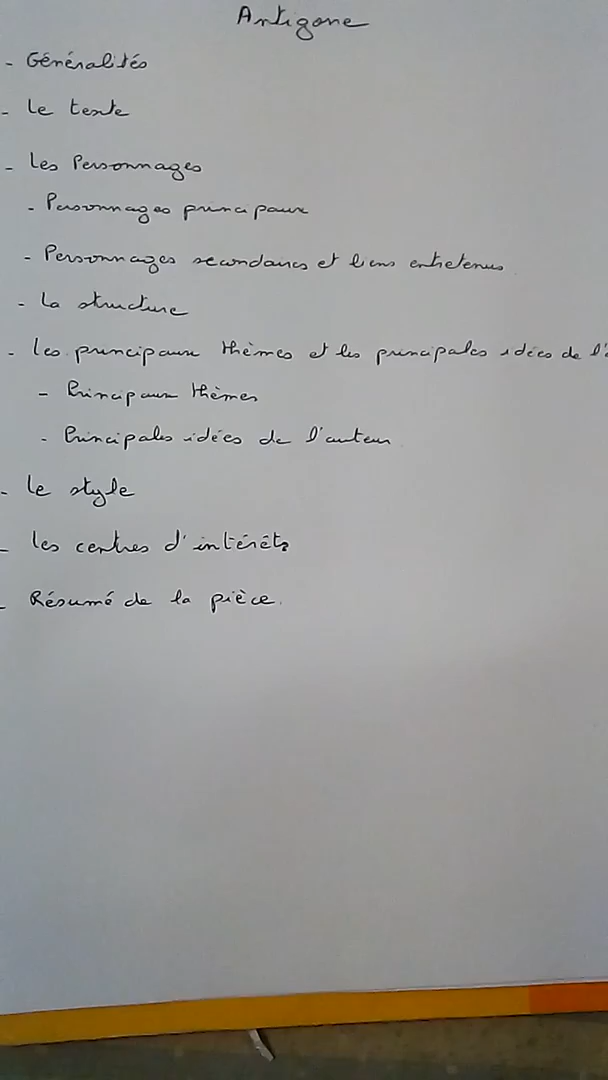 Antigone
- Généralités
- Le texte
- Les Personnages
- Personnages principaux
- Personnages secondaires et liens entretenus
- La structure
- les principaux thèmes et les principales idées de l'a
- Principaux thèmes
- Principales idées de l'auteur
- le style
- les centres d'intérêts
- Résumé de la pièce.